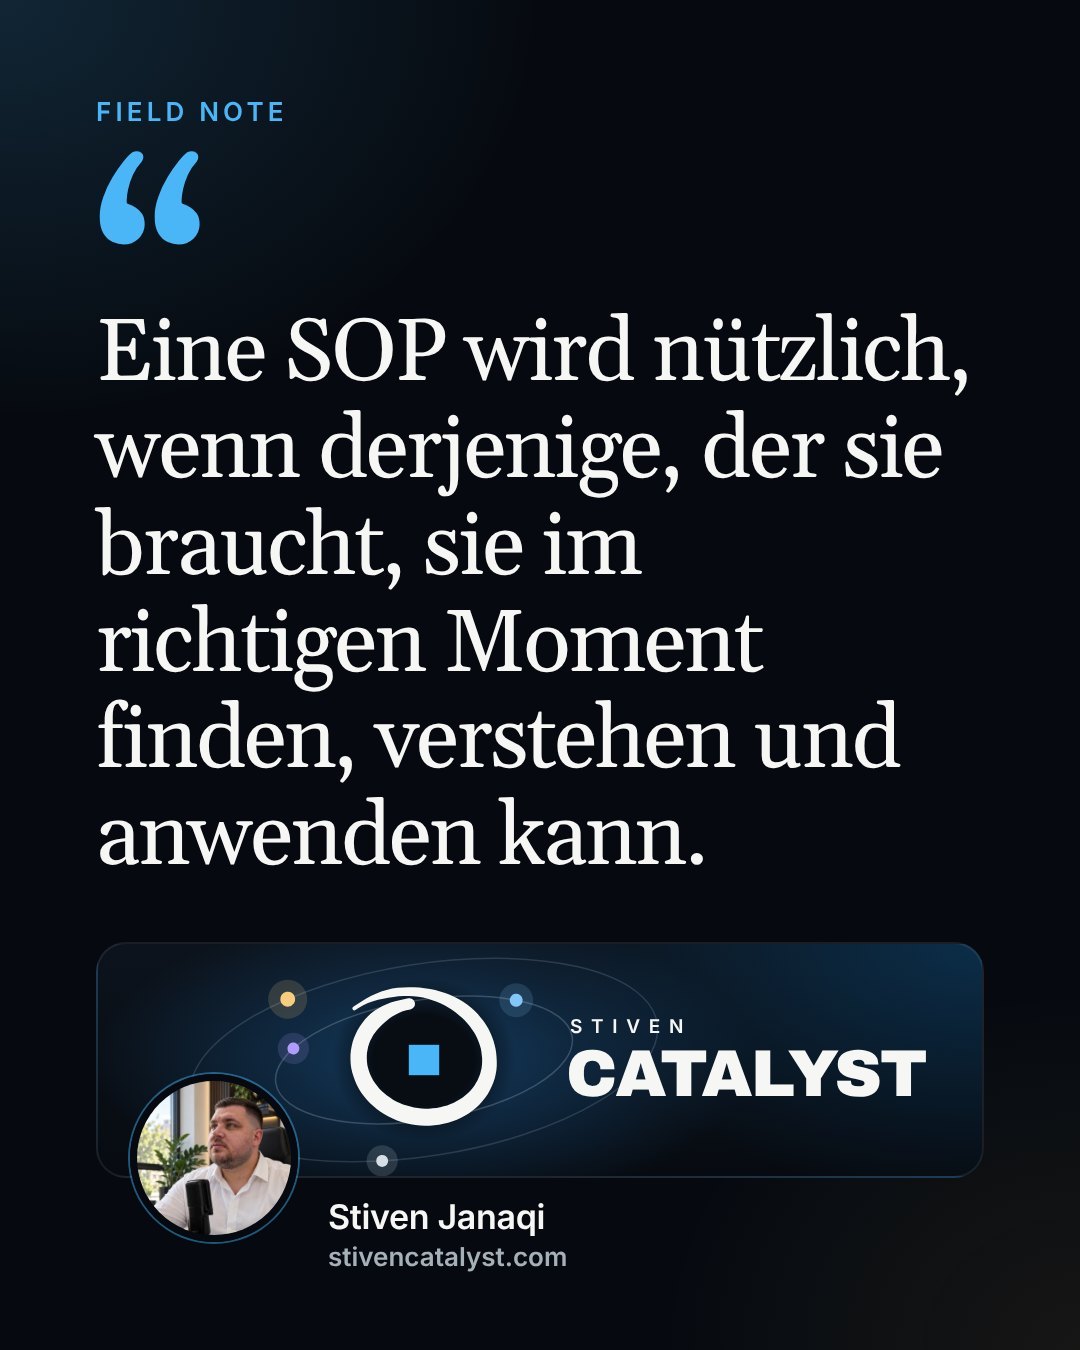 FIELD NOTE
“
Eine SOP wird nützlich,
wenn derjenige, der sie
braucht, sie im
richtigen Moment
finden, verstehen und
anwenden kann.
STIVEN
CATALYST
Stiven Janaqi
stivencatalyst.com